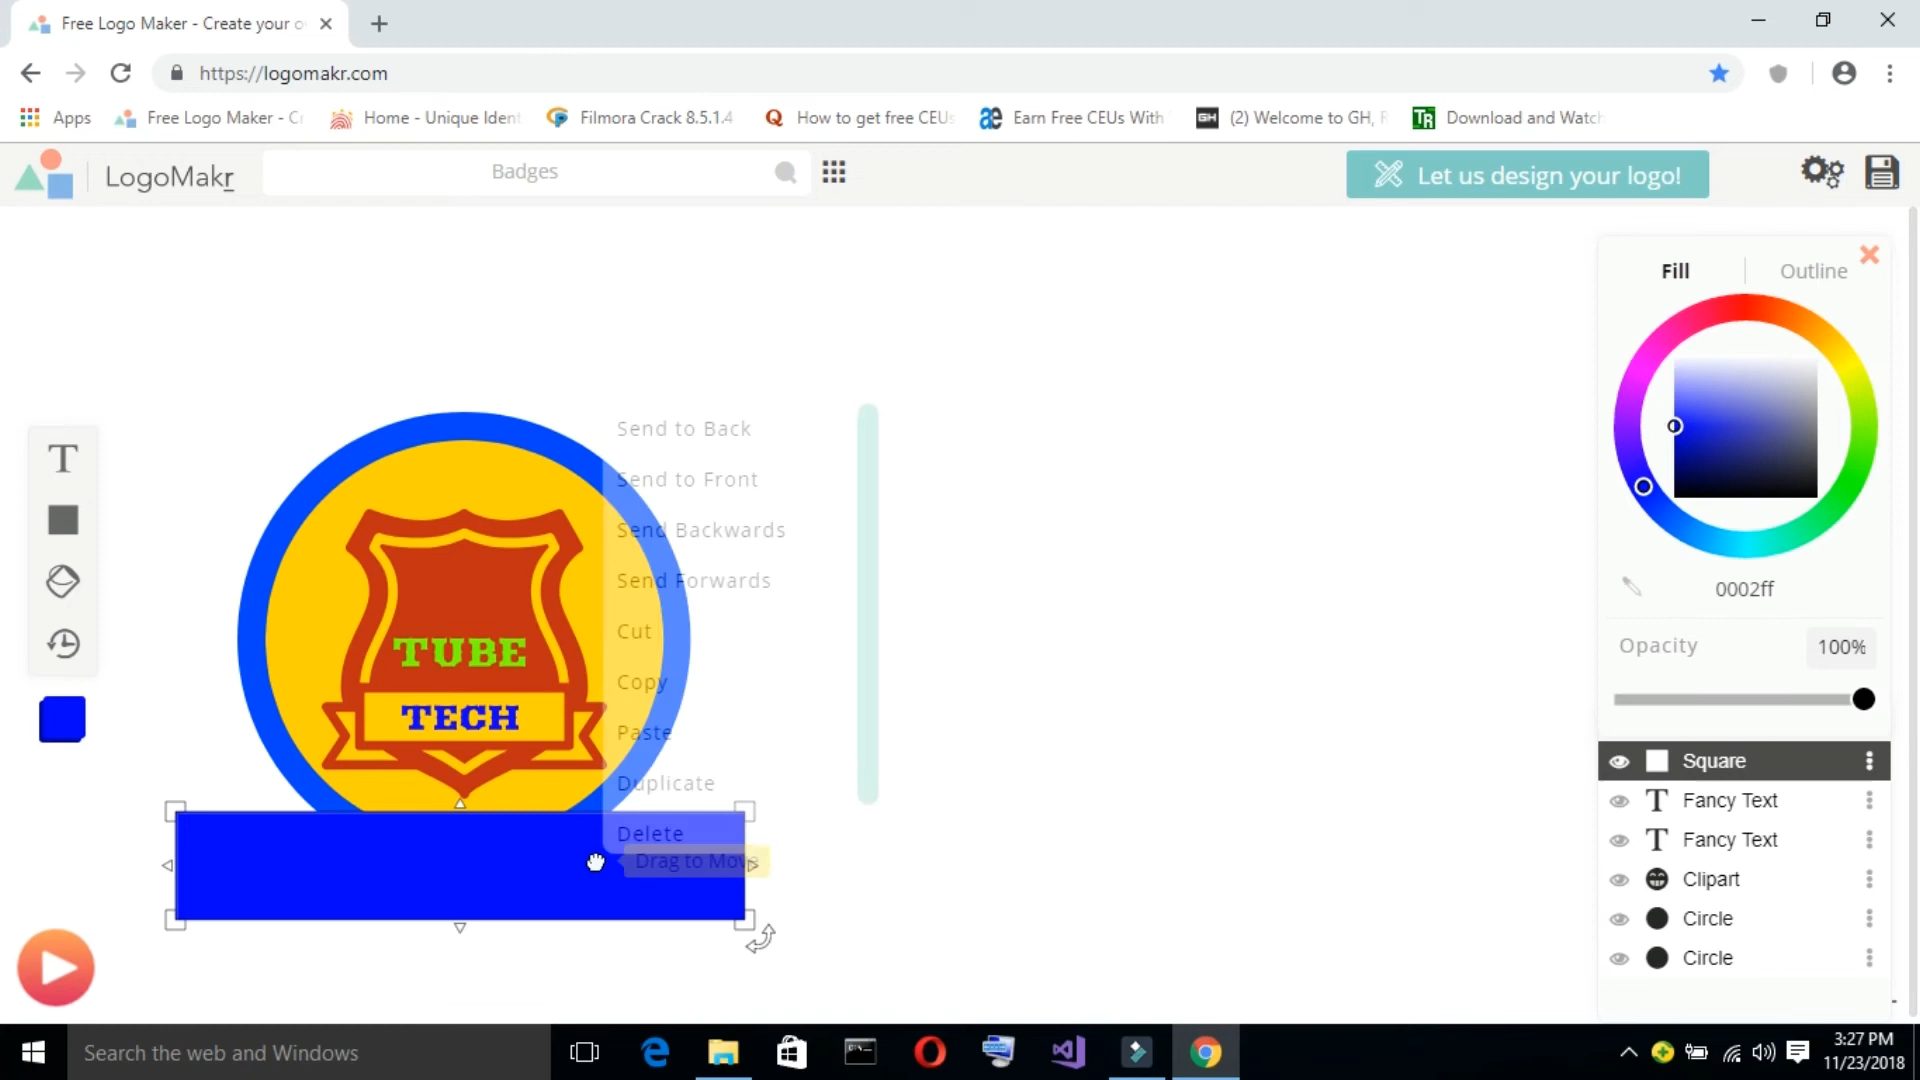 Free Logo Maker - Create your o
https://logomakr.com
Apps
Free Logo Maker - Cr
Home - Unique Ident
Filmora Crack 8.5.1.4
How to get free CEUs
Earn Free CEUs With
(2) Welcome to GH, R
Download and Watch
LogoMakr
Badges
Let us design your logo!
Fill
Outline
Send to Back
Send to Front
Send Backwards
Send Forwards
Cut
Copy
Paste
Duplicate
Delete
Drag to Move
TUBE
TECH
0002ff
Opacity
100%
Square
Fancy Text
Fancy Text
Clipart
Circle
Circle
Search the web and Windows
3:27 PM
11/23/2018